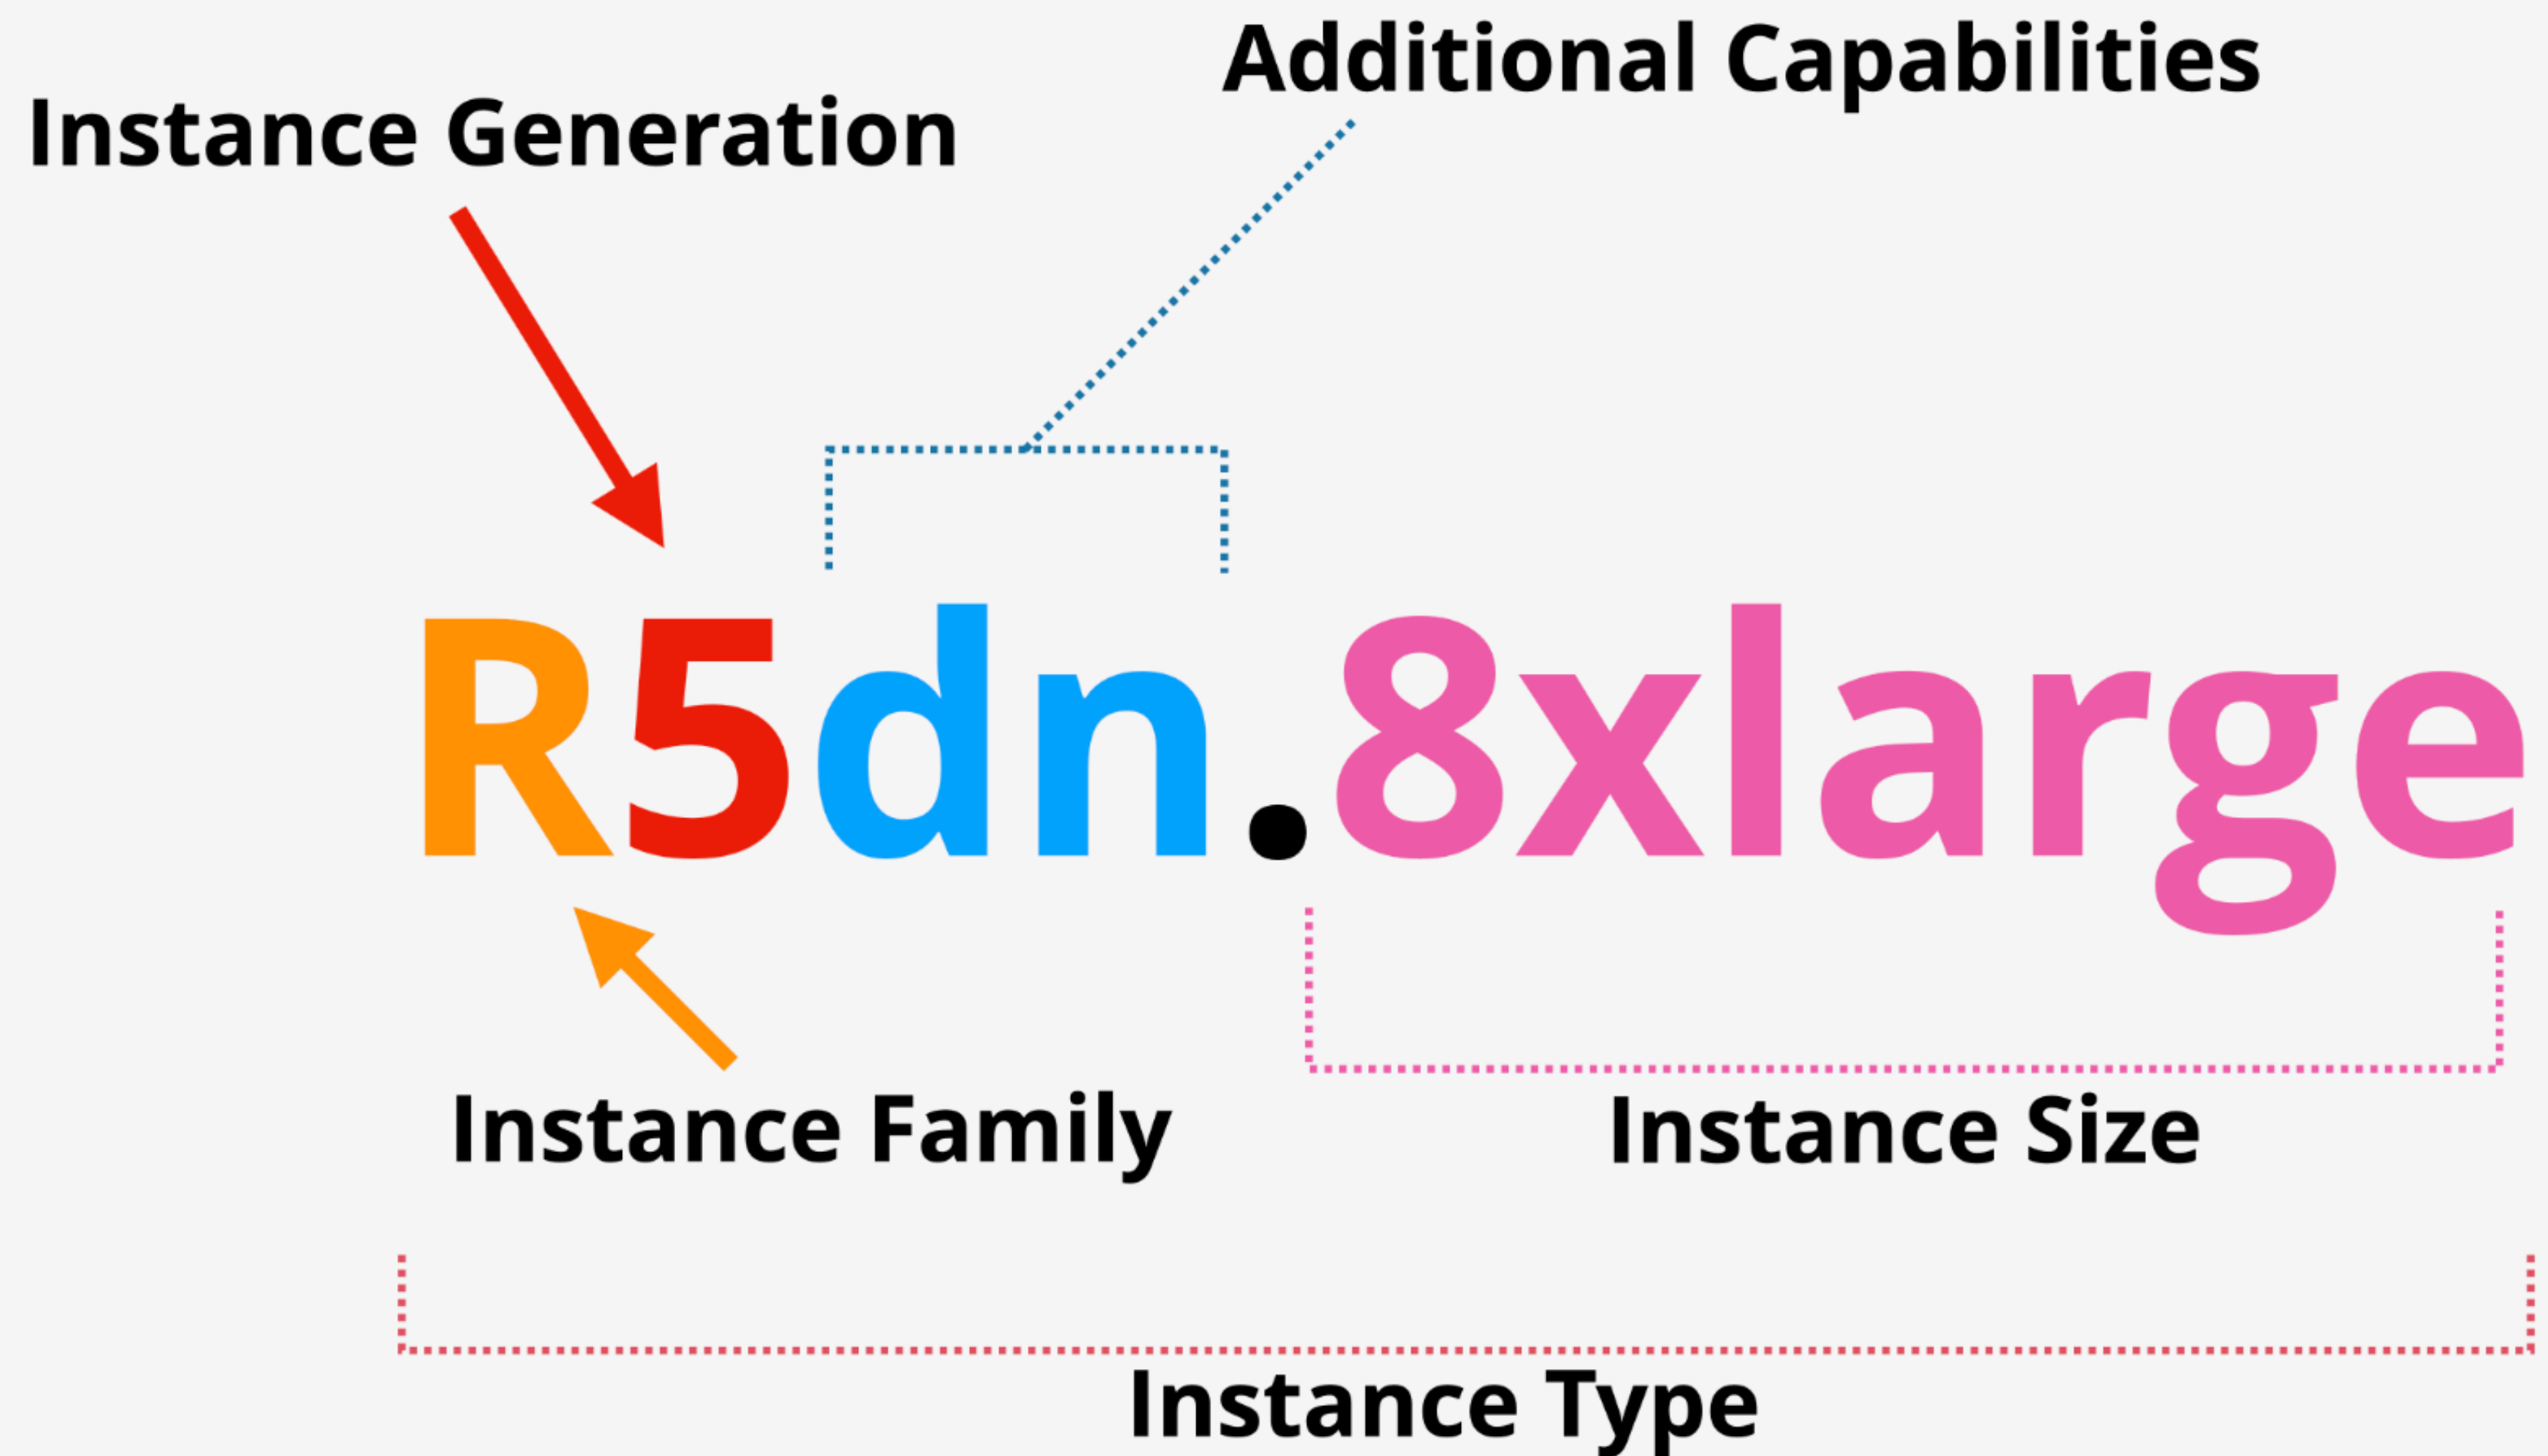 Additional Capabilities
Instance Generation
R5dn.8xlarge
Instance Family
Instance Size
Instance Type